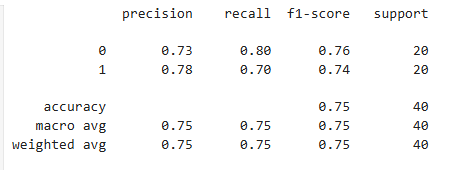 precision recall f1-score support
0 0.73 0.80 0.76 20
1 0.78 0.70 0.74 20
accuracy 0.75 40
macro avg 0.75 0.75 0.75 40
weighted avg 0.75 0.75 0.75 40